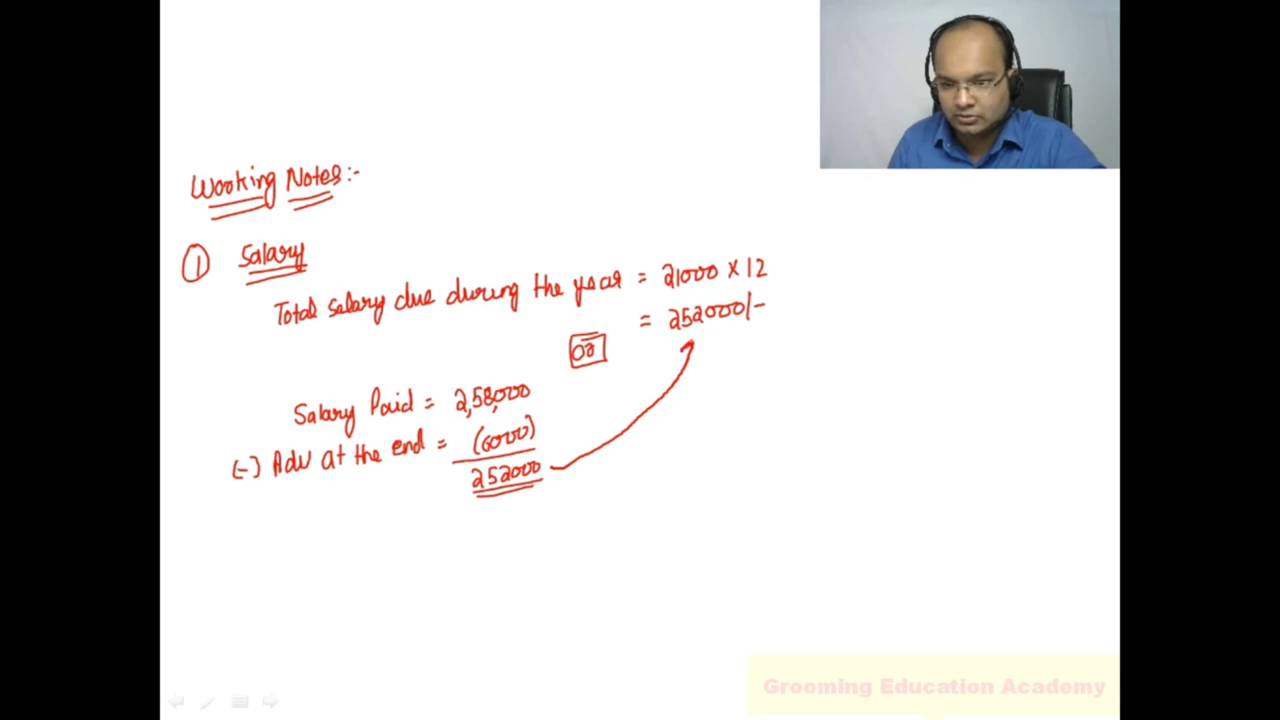 Working Notes:-
① Salary
Total salary due during the year = 21000 × 12
= 252000/-
Or
Salary Paid = 2,58,000
(-) Adv at the end = (6000)
252000
Grooming Education Academy